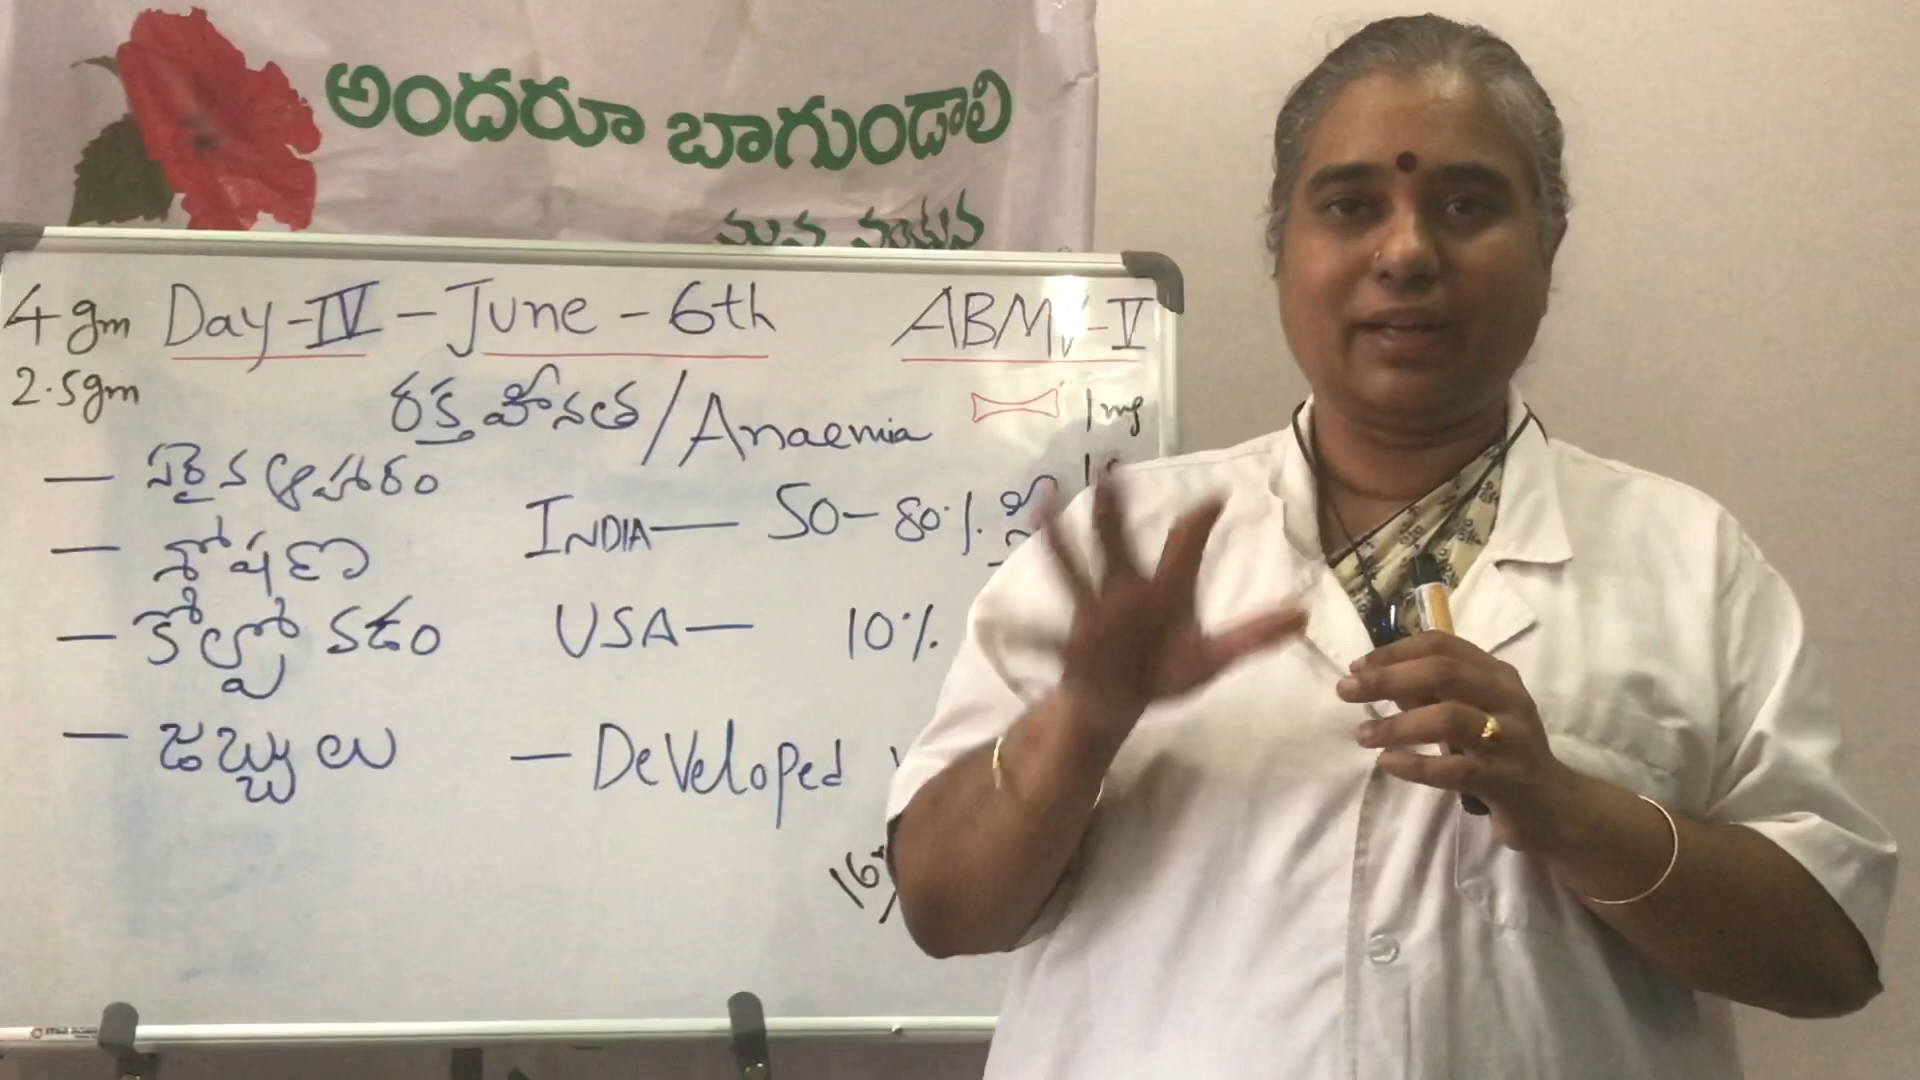 అందరూ బాగుండాలి
4 gm Day-IV - June - 6th ABM -V
2.5gm
రక్తహీనత / Anaemia 1mg
— సరైన ఆహారం
INDIA — 50-80%
— శోషణ
— కోల్పోవడం
USA — 10%
— జబ్బులు
— Developed
16